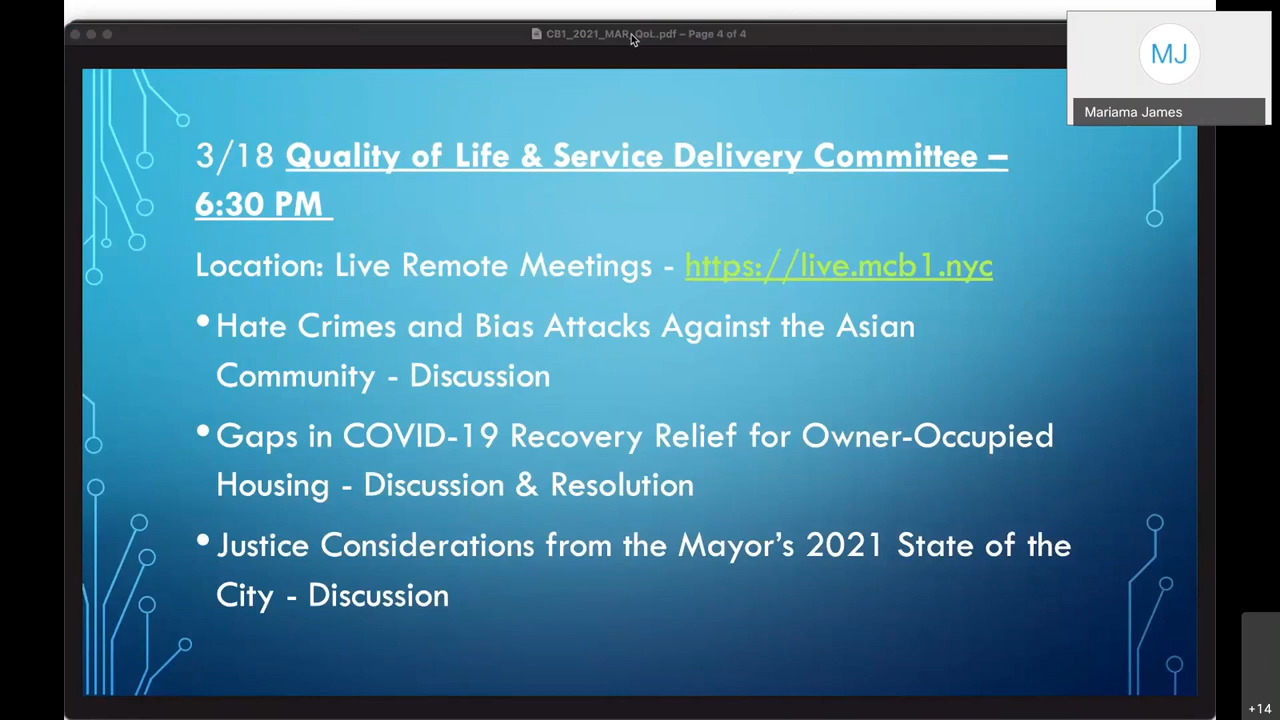 CB1_2021_MAR_QoL.pdf – Page 4 of 4
MJ
Mariama James
3/18 Quality of Life & Service Delivery Committee –
6:30 PM
Location: Live Remote Meetings - https://live.mcb1.nyc
•Hate Crimes and Bias Attacks Against the Asian
Community - Discussion
•Gaps in COVID-19 Recovery Relief for Owner-Occupied
Housing - Discussion & Resolution
•Justice Considerations from the Mayor’s 2021 State of the
City - Discussion
+14